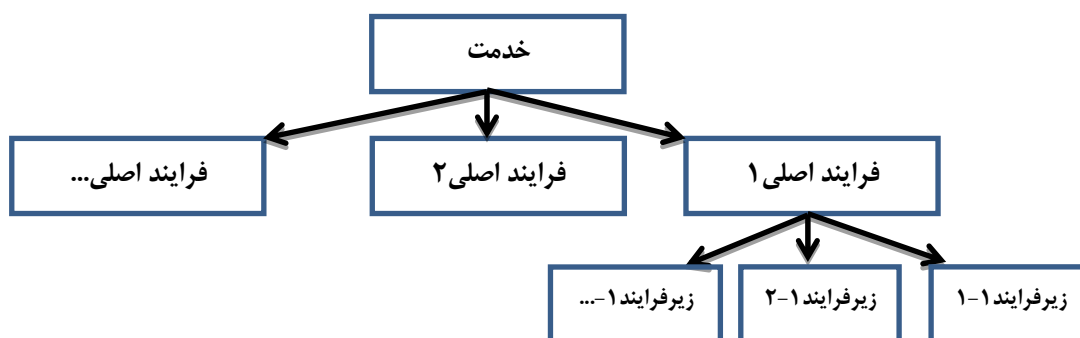 خدمت
فرایند اصلی۱
فرایند اصلی۲
فرایند اصلی...
زیرفرایند۱-۱
زیرفرایند۱-۲
زیرفرایند۱-...